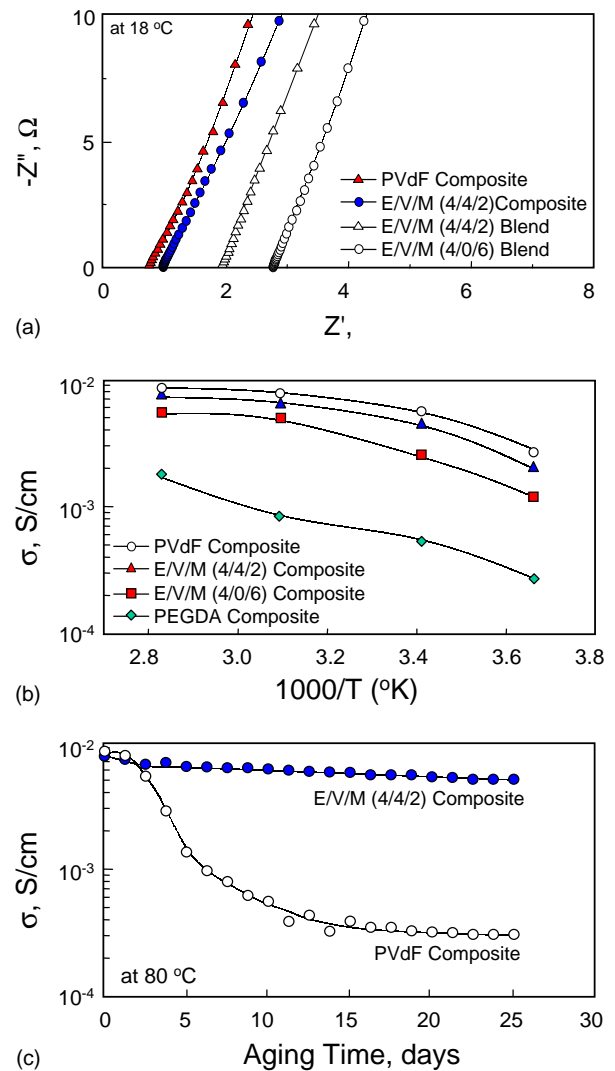 10
at 18 °C
5
0
-Z", Ω
PVdF Composite
E/V/M (4/4/2)Composite
E/V/M (4/4/2) Blend
E/V/M (4/0/6) Blend
0 2 4 6 8
Z',
(a)
10⁻²
10⁻³
10⁻⁴
σ, S/cm
PVdF Composite
E/V/M (4/4/2) Composite
E/V/M (4/0/6) Composite
PEGDA Composite
2.8 3.0 3.2 3.4 3.6 3.8
1000/T (°K)
(b)
10⁻²
10⁻³
10⁻⁴
σ, S/cm
E/V/M (4/4/2) Composite
PVdF Composite
at 80 °C
0 5 10 15 20 25 30
Aging Time, days
(c)